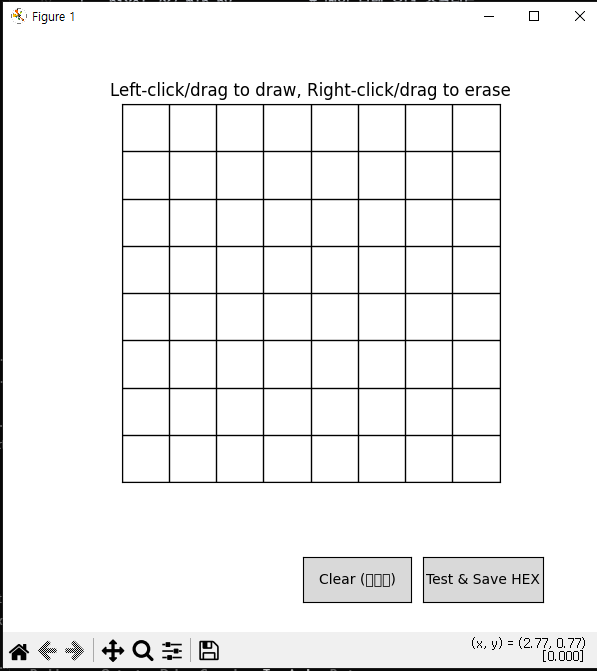 Figure 1
Left-click/drag to draw, Right-click/drag to erase
Clear (□□□)
Test & Save HEX
(x, y) = (2.77, 0.77)
[0.000]